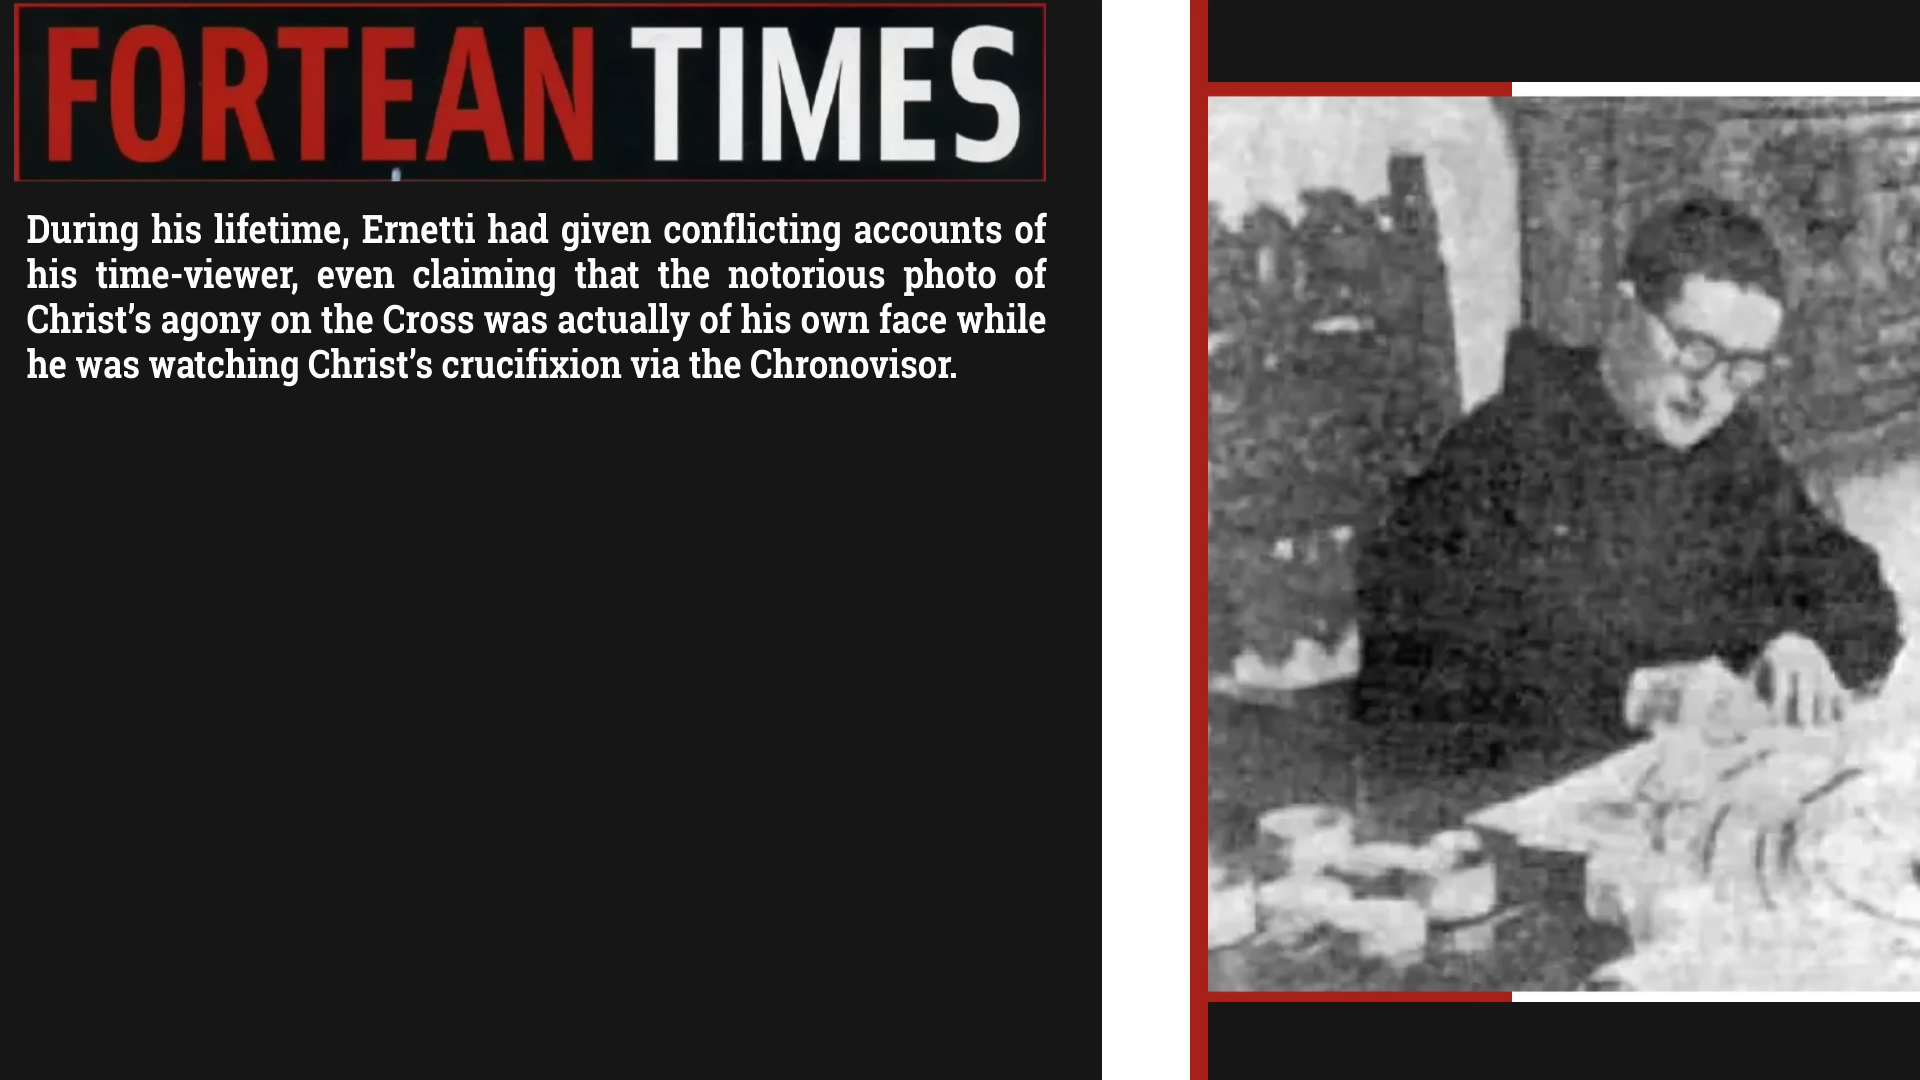 FORTEAN TIMES
During his lifetime, Ernetti had given conflicting accounts of
his time-viewer, even claiming that the notorious photo of
Christ’s agony on the Cross was actually of his own face while
he was watching Christ’s crucifixion via the Chronovisor.